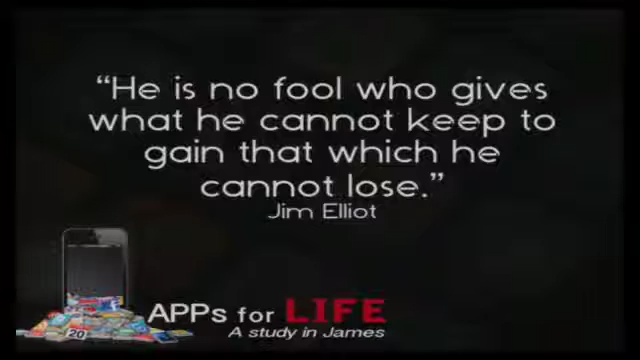 “He is no fool who gives
what he cannot keep to
gain that which he
cannot lose.”
Jim Elliot
20
APPs for LIFE
A study in James